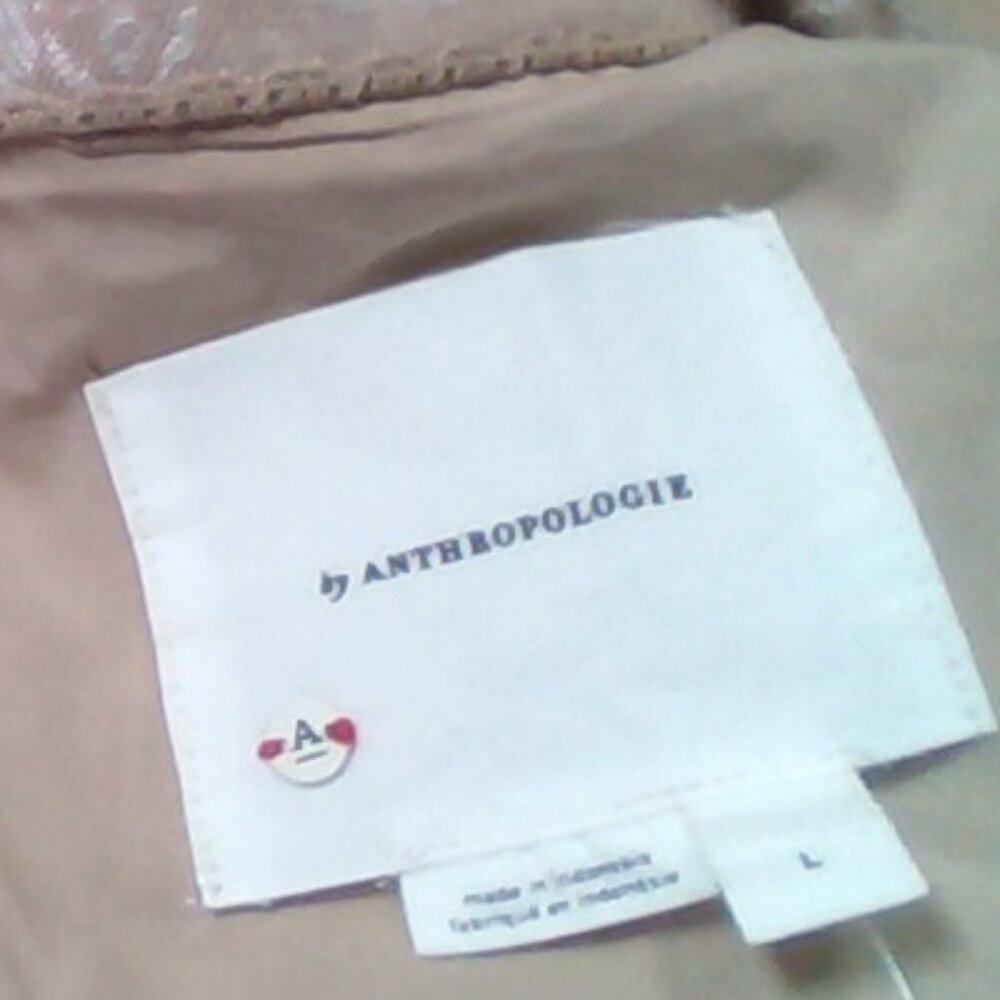 by ANTHROPOLOGIE
A
made in indonesia
fabriqué en indonésie
L